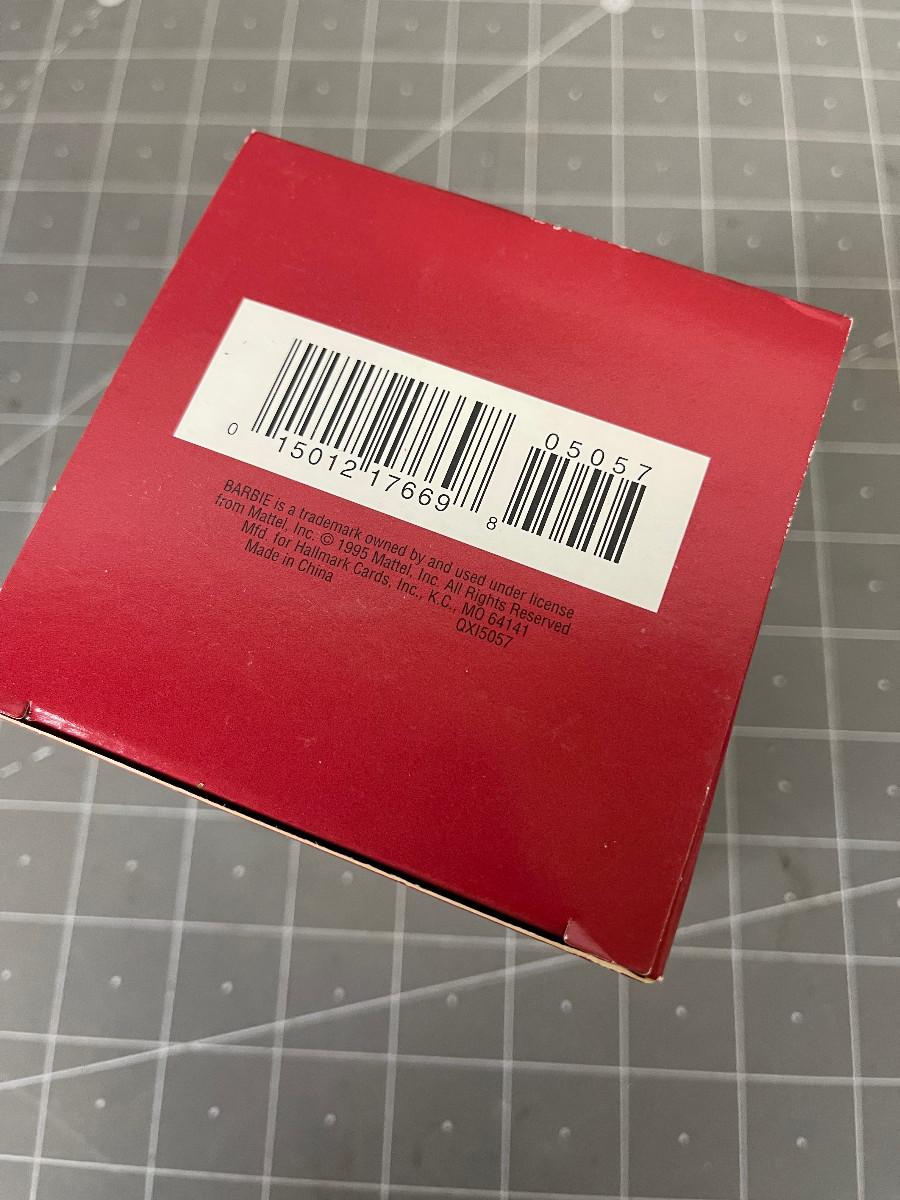 05057
0 15012 17669 8
BARBIE is a trademark owned by and used under license
from Mattel, Inc. © 1995 Mattel, Inc. All Rights Reserved
Mfd. for Hallmark Cards, Inc., K.C., MO 64141
Made in China QXI5057